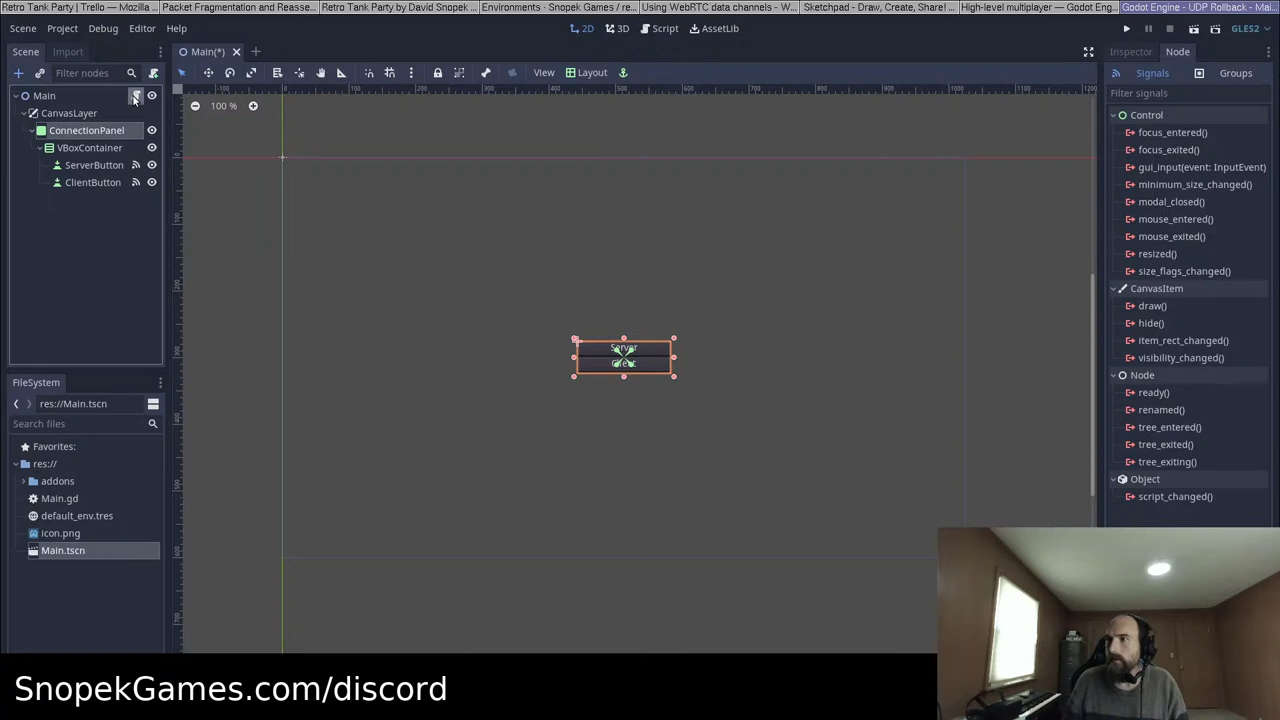 Retro Tank Party | Trello — Mozilla ...
Packet Fragmentation and Reasse...
Retro Tank Party by David Snopek ...
Environments · Snopek Games / re...
Using WebRTC data channels - W...
Sketchpad - Draw, Create, Share! ...
High-level multiplayer — Godot Eng...
Godot Engine - UDP Rollback - Mai...
Scene Project Debug Editor Help
2D 3D Script AssetLib
GLES2
Scene Import
Main(*)
Inspector Node
Filter nodes
View Layout
Signals Groups
Filter signals
100 %
Main
CanvasLayer
ConnectionPanel
VBoxContainer
ServerButton
ClientButton
Server
Client
Control
focus_entered()
focus_exited()
gui_input(event: InputEvent)
minimum_size_changed()
modal_closed()
mouse_entered()
mouse_exited()
resized()
size_flags_changed()
CanvasItem
draw()
hide()
item_rect_changed()
visibility_changed()
Node
ready()
renamed()
tree_entered()
tree_exited()
tree_exiting()
Object
script_changed()
FileSystem
res://Main.tscn
Search files
Favorites:
res://
addons
Main.gd
default_env.tres
icon.png
Main.tscn
SnopekGames.com/discord